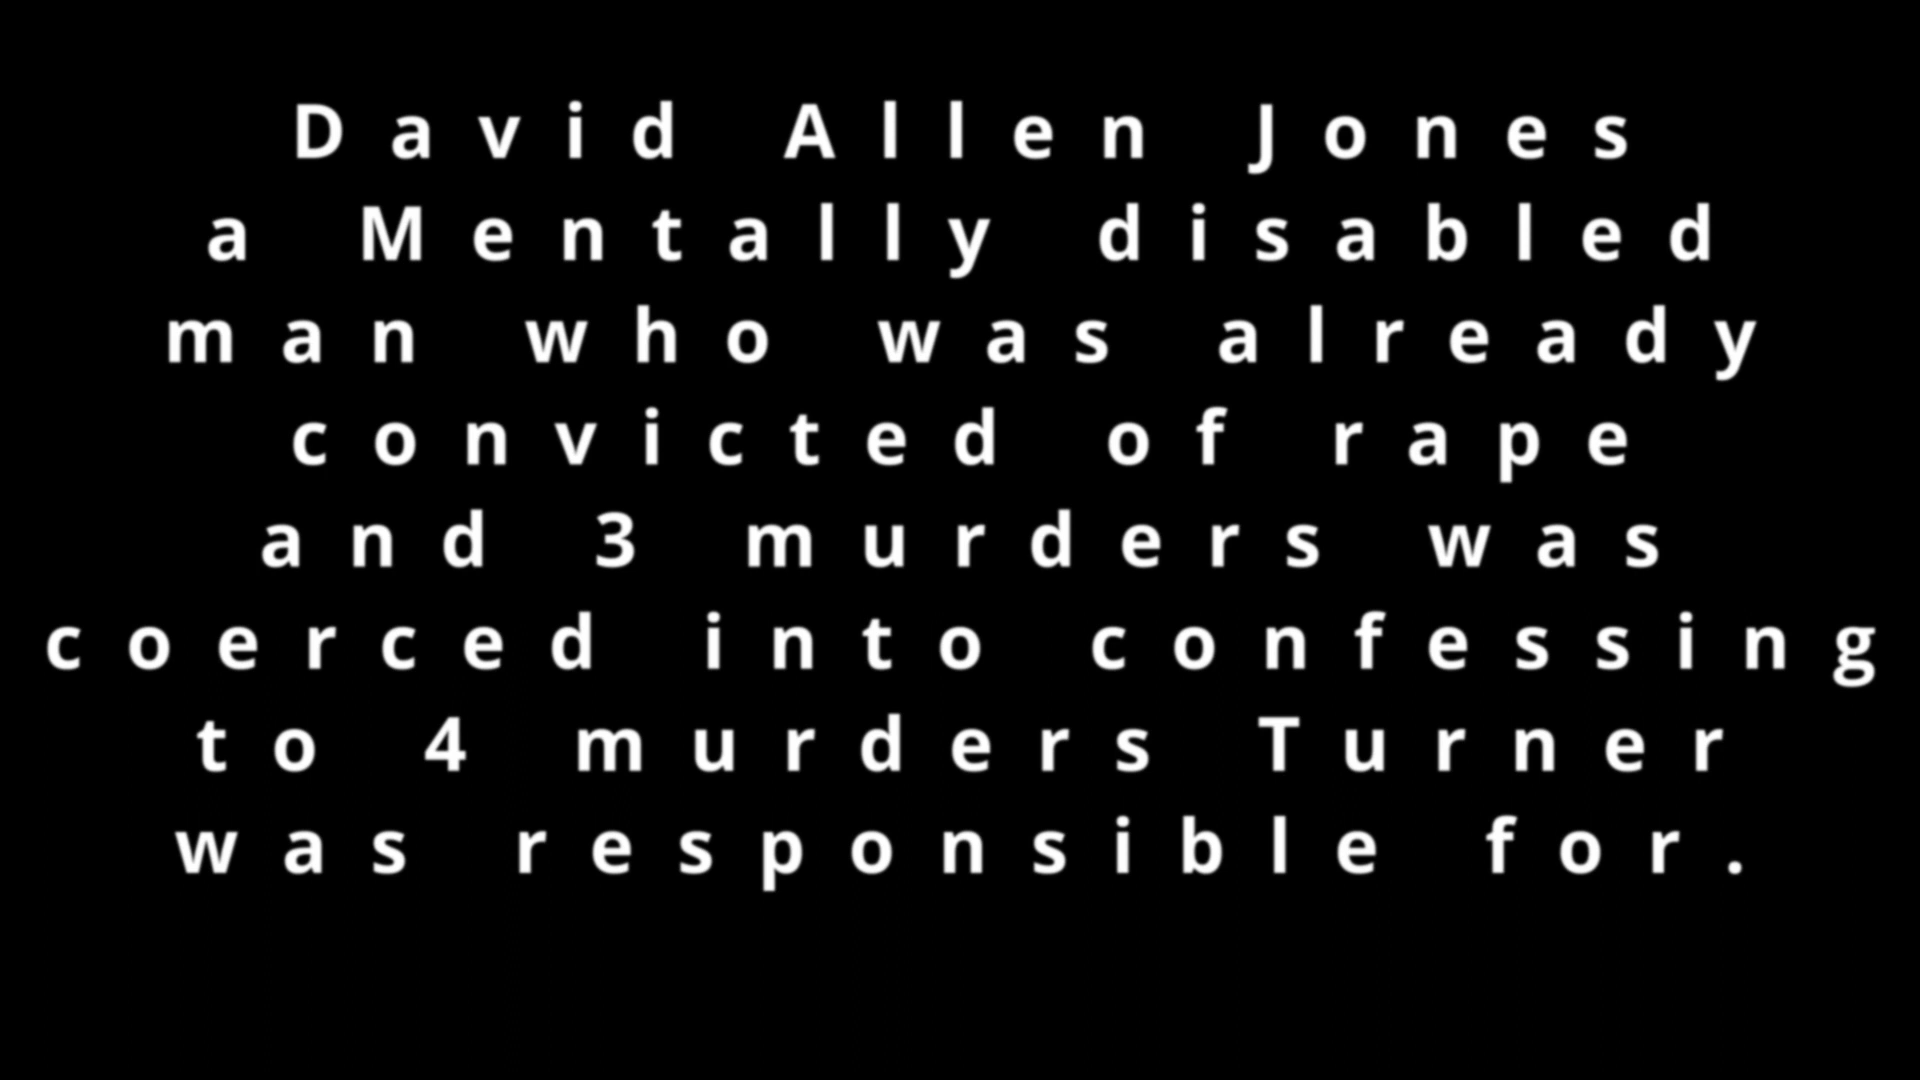 David Allen Jones
a Mentally disabled
man who was already
convicted of rape
and 3 murders was
coerced into confessing
to 4 murders Turner
was responsible for.